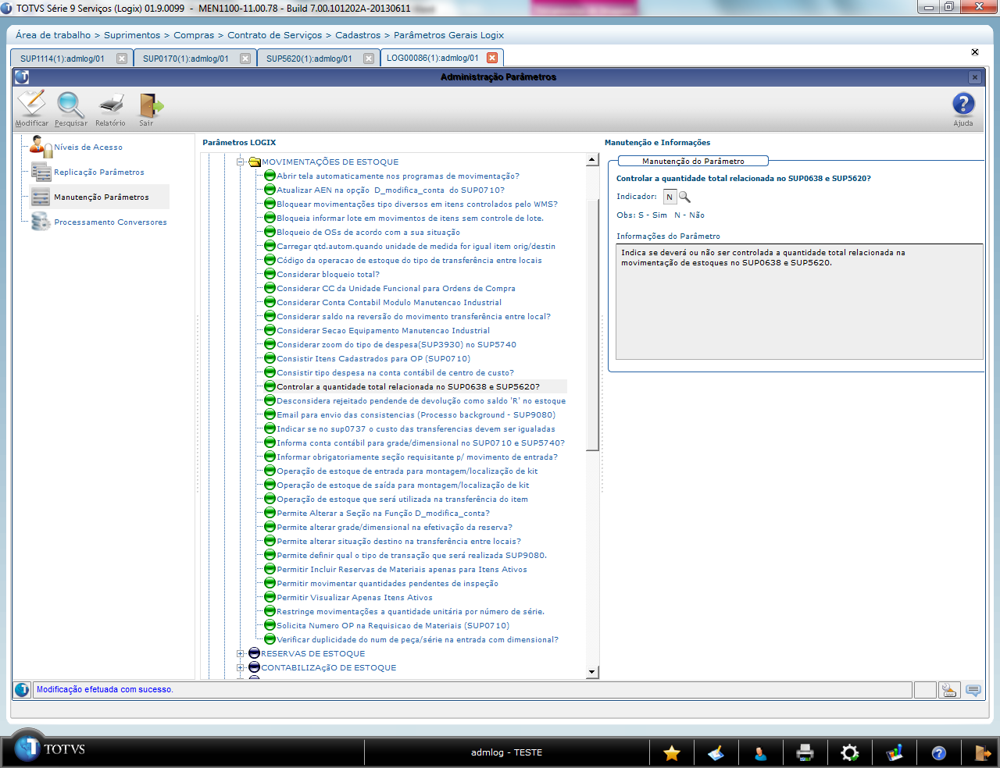 TOTVS Série 9 Serviços (Logix) 01.9.0099 - MEN1100-11.00.78 - Build 7.00.101202A-20130611
Área de trabalho > Suprimentos > Compras > Contrato de Serviços > Cadastros > Parâmetros Gerais Logix
SUP1114(1):admlog/01
SUP0170(1):admlog/01
SUP5620(1):admlog/01
LOG00086(1):admlog/01
Administração Parâmetros
Modificar
Pesquisar
Relatório
Sair
Ajuda
Níveis de Acesso
Replicação Parâmetros
Manutenção Parâmetros
Processamento Conversores
Parâmetros LOGIX
MOVIMENTAÇÕES DE ESTOQUE
Abrir tela automaticamente nos programas de movimentação?
Atualizar AEN na opção D_modifica_conta do SUP0710?
Bloquear movimentações tipo diversos em itens controlados pelo WMS?
Bloqueia informar lote em movimentos de itens sem controle de lote.
Bloqueio de OSs de acordo com a sua situação
Carregar qtd.autom.quando unidade de medida for igual item orig/destin
Código da operacao de estoque do tipo de transferência entre locais
Considerar bloqueio total?
Considerar CC da Unidade Funcional para Ordens de Compra
Considerar Conta Contabil Modulo Manutencao Industrial
Considerar saldo na reversão do movimento transferência entre local?
Considerar Secao Equipamento Manutencao Industrial
Considerar zoom do tipo de despesa(SUP3930) no SUP5740
Consistir Itens Cadastrados para OP (SUP0710)
Consistir tipo despesa na conta contábil de centro de custo?
Controlar a quantidade total relacionada no SUP0638 e SUP5620?
Desconsidera rejeitado pendende de devolução como saldo 'R' no estoque
Email para envio das consistencias (Processo background - SUP9080)
Indicar se no sup0737 o custo das transferencias devem ser igualadas
Informa conta contábil para grade/dimensional no SUP0710 e SUP5740?
Informar obrigatoriamente seção requisitante p/ movimento de entrada?
Operação de estoque de entrada para montagem/localização de kit
Operação de estoque de saída para montagem/localização de kit
Operação de estoque que será utilizada na transferência do item
Permite Alterar a Seção na Função D_modifica_conta?
Permite alterar grade/dimensional na efetivação da reserva?
Permite alterar situação destino na transferência entre locais?
Permite definir qual o tipo de transação que será realizada SUP9080.
Permitir Incluir Reservas de Materiais apenas para Itens Ativos
Permitir movimentar quantidades pendentes de inspeção
Permitir Visualizar Apenas Itens Ativos
Restringe movimentações a quantidade unitária por número de série.
Solicita Numero OP na Requisicao de Materiais (SUP0710)
Verificar duplicidade do num de peça/série na entrada com dimensional?
RESERVAS DE ESTOQUE
CONTABILIZAçãO DE ESTOQUE
Manutenção e Informações
Manutenção do Parâmetro
Controlar a quantidade total relacionada no SUP0638 e SUP5620?
Indicador: N
Obs: S - Sim N - Não
Informações do Parâmetro
Indica se deverá ou não ser controlada a quantidade total relacionada na
movimentação de estoques no SUP0638 e SUP5620.
Modificação efetuada com sucesso.
TOTVS
admlog - TESTE